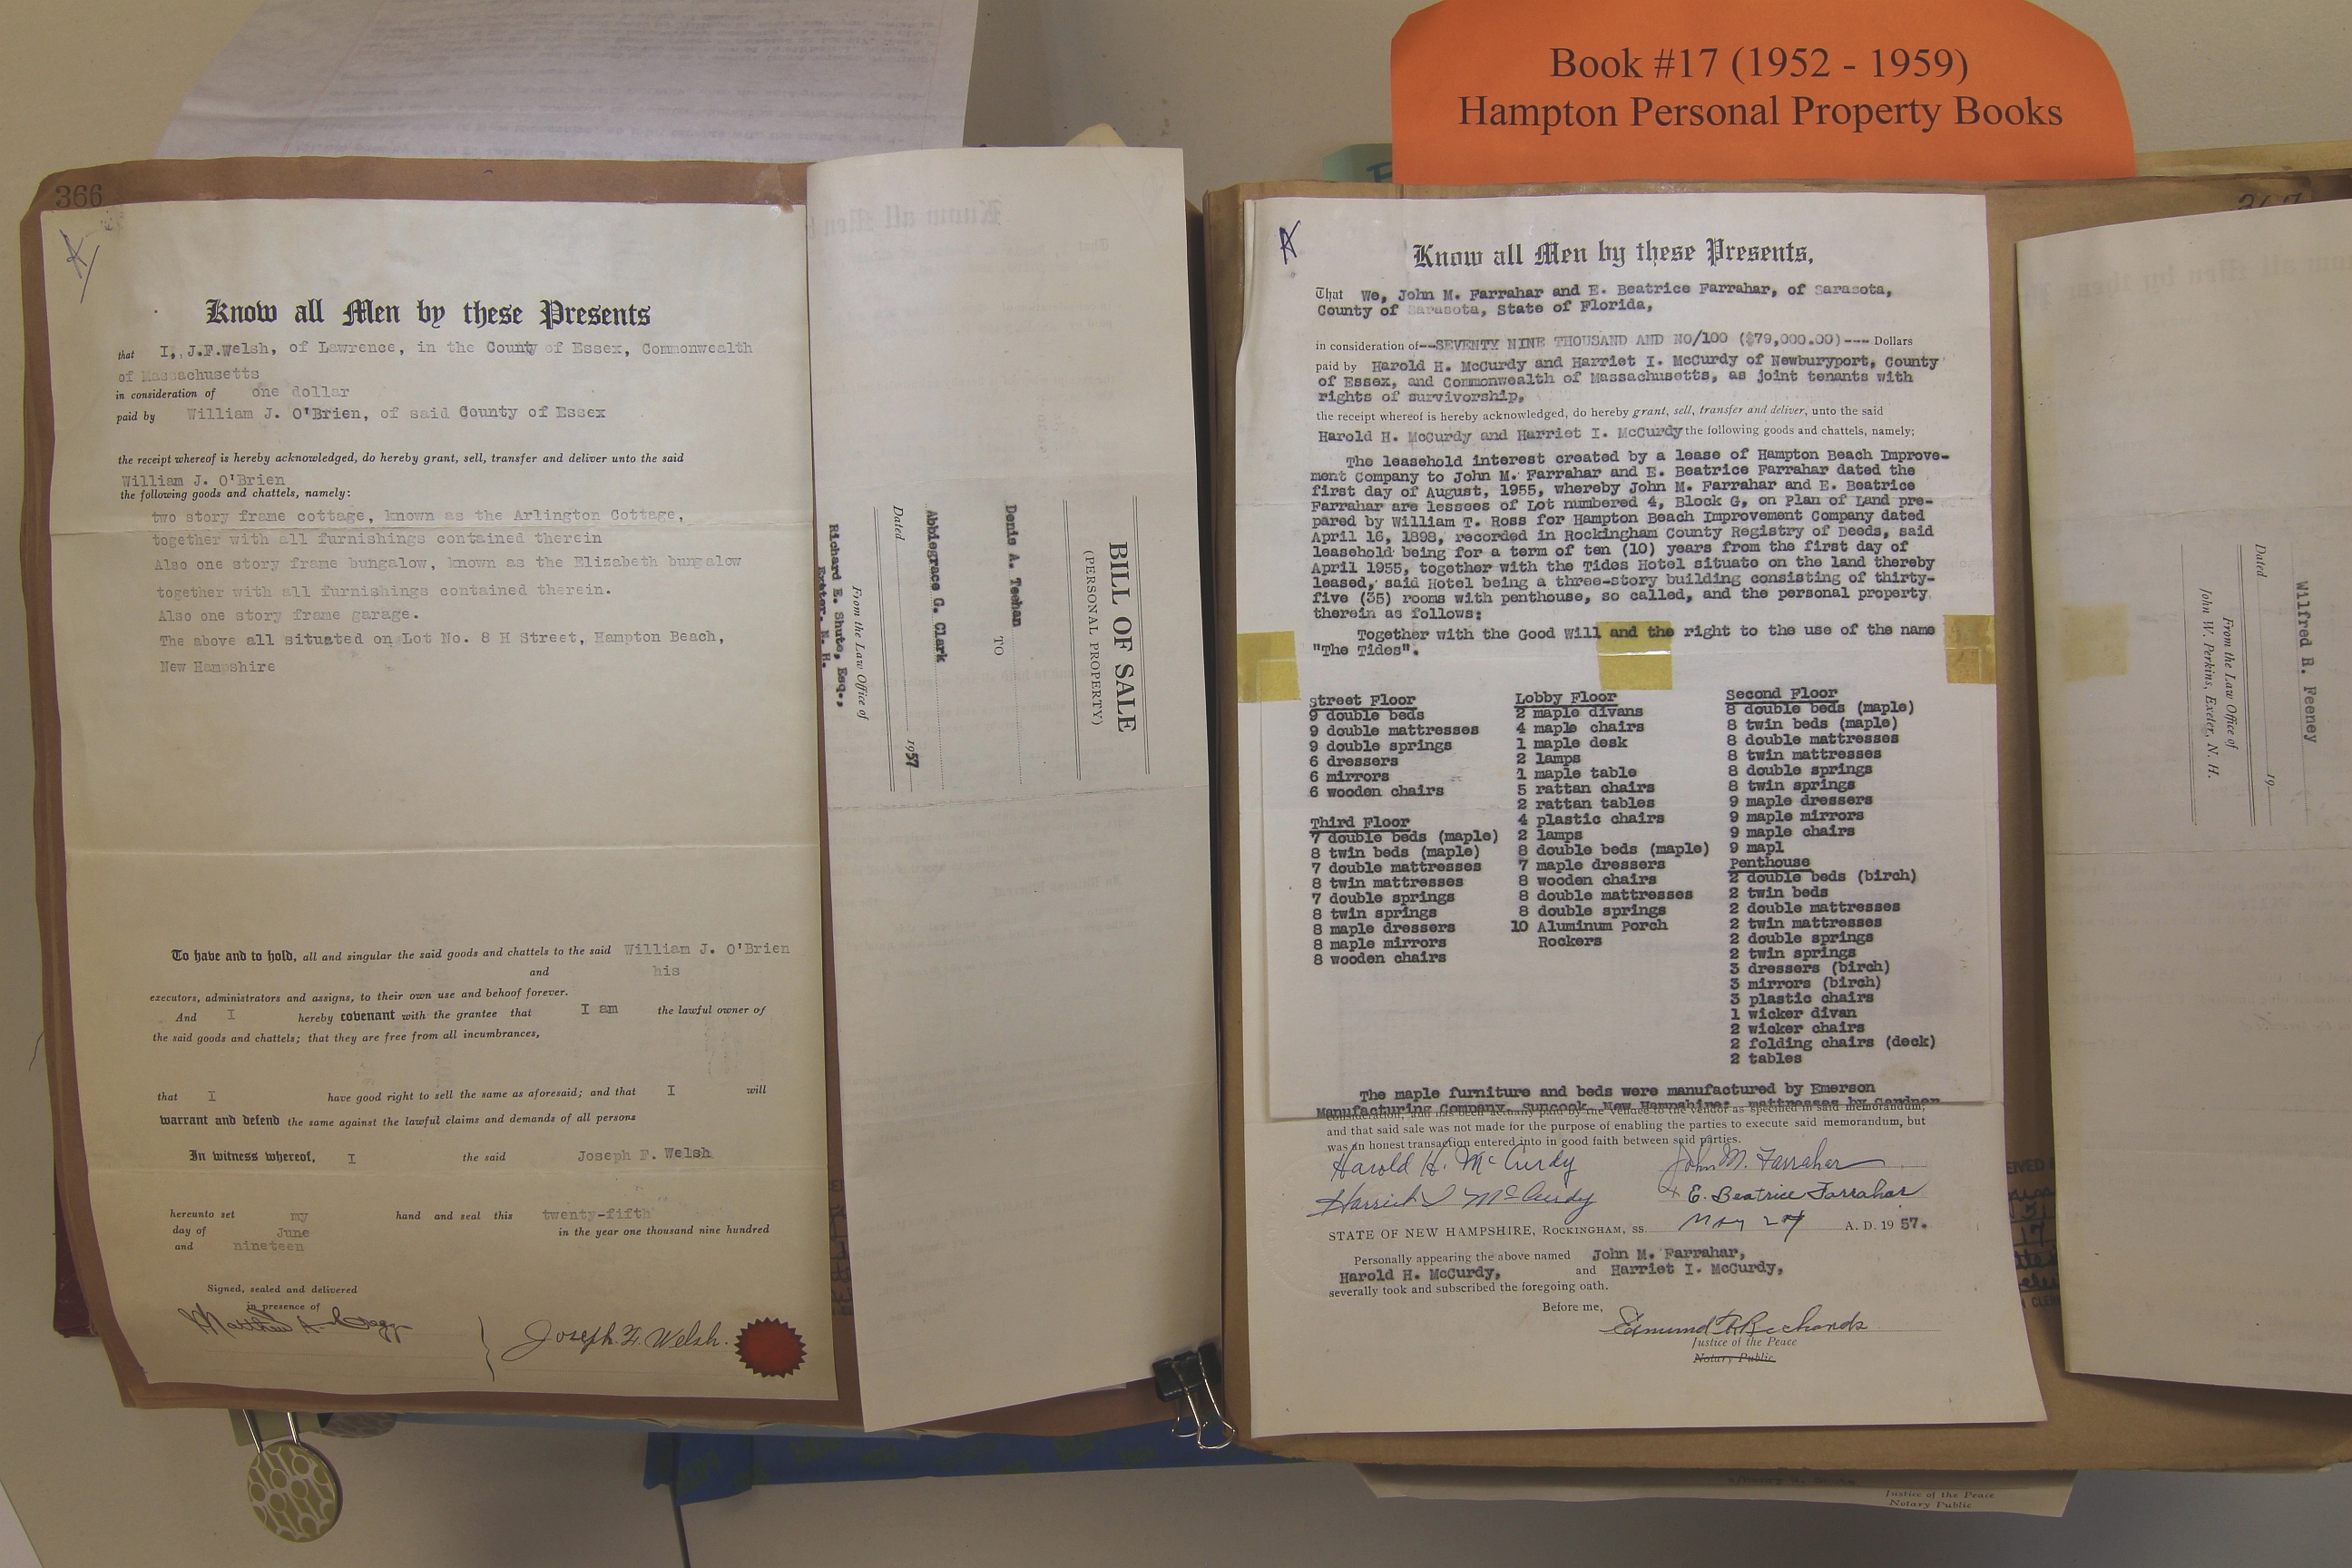 Book #17 (1952 - 1959)
Hampton Personal Property Books
366
Know all Men by these Presents
that I, J.F.Welsh, of Lawrence, in the County of Essex, Commonwealth
of Massachusetts
in consideration of one dollar
paid by William J. O'Brien, of said County of Essex
the receipt whereof is hereby acknowledged, do hereby grant, sell, transfer and deliver unto the said
William J. O'Brien
the following goods and chattels, namely:
two story frame cottage, known as the Arlington Cottage,
together with all furnishings contained therein
Also one story frame bungalow, known as the Elizabeth bungalow
together with all furnishings contained therein.
Also one story frame garage.
The above all situated on Lot No. 8 H Street, Hampton Beach,
New Hampshire
To have and to hold, all and singular the said goods and chattels to the said William J. O'Brien
and his
executors, administrators and assigns, to their own use and behoof forever.
And I hereby covenant with the grantee that I am the lawful owner of
the said goods and chattels; that they are free from all incumbrances,
that I have good right to sell the same as aforesaid; and that I will
warrant and defend the same against the lawful claims and demands of all persons
In witness whereof, I the said Joseph F. Welsh
hereunto set my hand and seal this twenty-fifth
day of June in the year one thousand nine hundred
and nineteen
Signed, sealed and delivered
in presence of
Joseph F. Welsh.
BILL OF SALE
(PERSONAL PROPERTY)
Denis A. Teehan
TO
Abbiegrace G. Clark
Dated 1957
From the Law Office of
Richard E. Shute, Esq.,
Exeter, N. H.
Know all Men by these Presents,
That We, John M. Farrahar and E. Beatrice Farrahar, of Sarasota,
County of Sarasota, State of Florida,
in consideration of--SEVENTY NINE THOUSAND AND NO/100 ($79,000.00)--- Dollars
paid by Harold H. McCurdy and Harriet I. McCurdy of Newburyport, County
of Essex, and Commonwealth of Massachusetts, as joint tenants with
rights of survivorship,
the receipt whereof is hereby acknowledged, do hereby grant, sell, transfer and deliver, unto the said
Harold H. McCurdy and Harriet I. McCurdy the following goods and chattels, namely;
The leasehold interest created by a lease of Hampton Beach Improve-
ment Company to John M. Farrahar and E. Beatrice Farrahar dated the
first day of August, 1955, whereby John M. Farrahar and E. Beatrice
Farrahar are lessees of Lot numbered 4, Block G, on Plan of Land pre-
pared by William T. Ross for Hampton Beach Improvement Company dated
April 16, 1898, recorded in Rockingham County Registry of Deeds, said
leasehold being for a term of ten (10) years from the first day of
April 1955, together with the Tides Hotel situate on the land thereby
leased, said Hotel being a three-story building consisting of thirty-
five (35) rooms with penthouse, so called, and the personal property
therein as follows:
Together with the Good Will and the right to the use of the name
"The Tides".
Street Floor
9 double beds
9 double mattresses
9 double springs
6 dressers
6 mirrors
6 wooden chairs
Third Floor
7 double beds (maple)
8 twin beds (maple)
7 double mattresses
8 twin mattresses
7 double springs
8 twin springs
8 maple dressers
8 maple mirrors
8 wooden chairs
Lobby Floor
2 maple divans
4 maple chairs
1 maple desk
2 lamps
1 maple table
5 rattan chairs
2 rattan tables
4 plastic chairs
2 lamps
8 double beds (maple)
7 maple dressers
8 wooden chairs
8 double mattresses
8 double springs
10 Aluminum Porch
Rockers
Second Floor
8 double beds (maple)
8 twin beds (maple)
8 double mattresses
8 twin mattresses
8 double springs
8 twin springs
9 maple dressers
9 maple mirrors
9 maple chairs
9 mapl
Penthouse
2 double beds (birch)
2 twin beds
2 double mattresses
2 twin mattresses
2 double springs
2 twin springs
3 dressers (birch)
3 mirrors (birch)
3 plastic chairs
1 wicker divan
2 wicker chairs
2 folding chairs (deck)
2 tables
The maple furniture and beds were manufactured by Emerson
Manufacturing Company, Suncook, New Hampshire; mattresses by Gardner
consideration, and has been actually paid by the vendee to the vendor as specified in said memorandum;
and that said sale was not made for the purpose of enabling the parties to execute said memorandum, but
was an honest transaction entered into in good faith between said parties.
Harold H. McCurdy John M. Farrahar
Harriet I McCurdy E. Beatrice Farrahar
STATE OF NEW HAMPSHIRE, ROCKINGHAM, SS. May 24 A. D. 1957.
Personally appearing the above named John M. Farrahar,
Harold H. McCurdy, and Harriet I. McCurdy,
severally took and subscribed the foregoing oath.
Before me,
Edmund R Richards
Justice of the Peace
Notary Public
Wilfred R. Feeney
Dated 19
From the Law Office of
John W. Perkins, Exeter, N. H.
Justice of the Peace
Notary Public